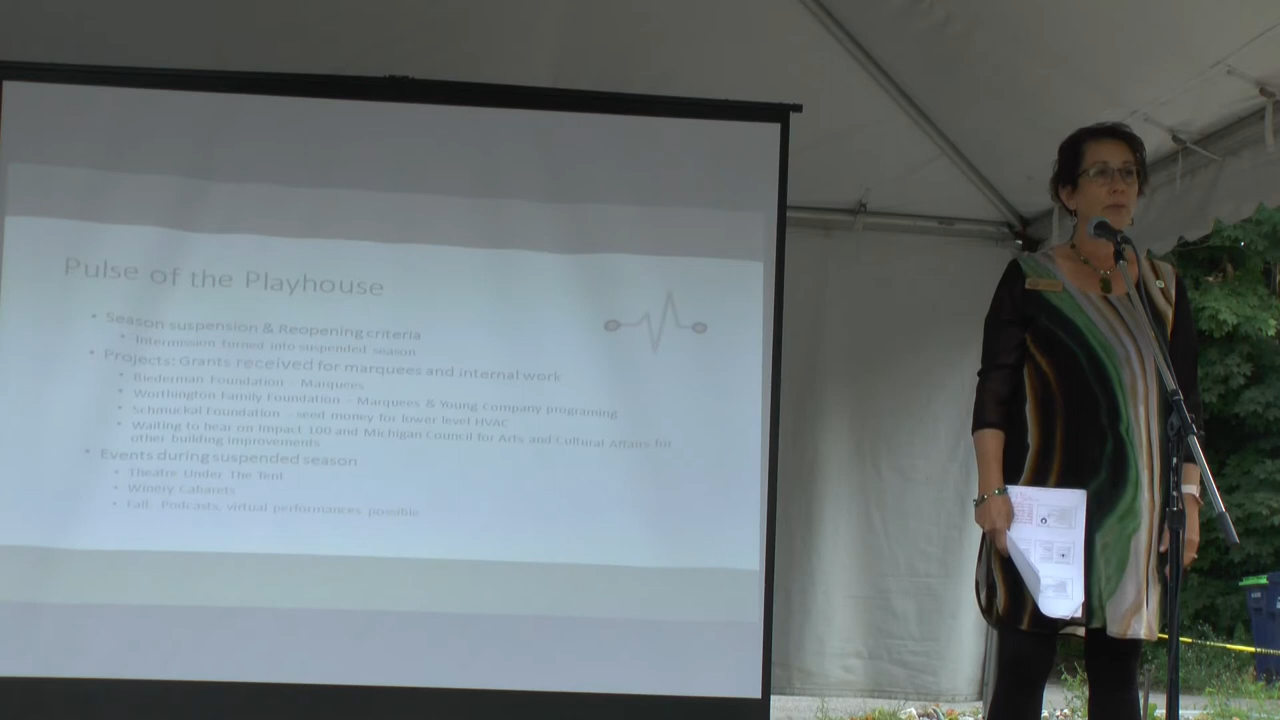 Pulse of the Playhouse
• Season suspension & Reopening criteria
• Intermission turned into suspended season
• Projects: Grants received for marquees and internal work
• Biederman Foundation - Marquees
• Worthington Family Foundation - Marquees & Young Company programing
• Schmuckal Foundation - seed money for lower level HVAC
• Waiting to hear on Impact 100 and Michigan Council for Arts and Cultural Affairs for
other building improvements
• Events during suspended season
• Theatre Under The Tent
• Winery Cabarets
• Fall - Podcasts, virtual performances possible